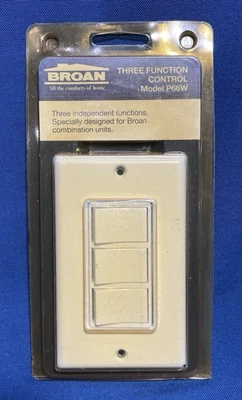 BROAN
All the comforts of home
THREE FUNCTION
CONTROL
Model P66W
Three independent functions.
Specially designed for Broan
combination units.